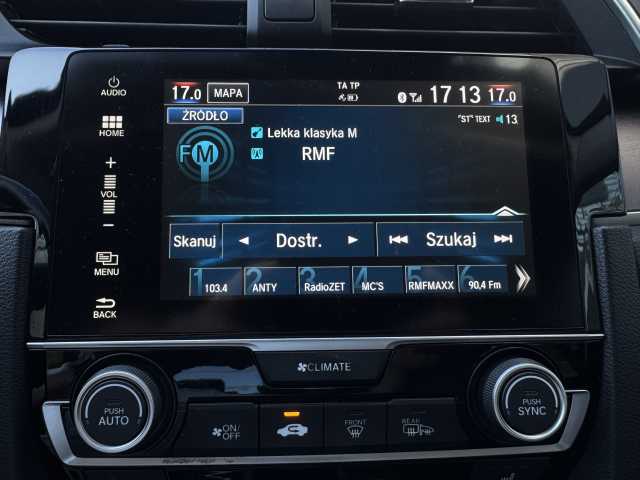 AUDIO
17.0 MAPA TA TP 17 13 17.0
ŹRÓDŁO "ST" TEXT 13
HOME
FM Lekka klasyka M
RMF
+
VOL
−
Skanuj Dostr. Szukaj
MENU
1 103.4 2 ANTY 3 RadioZET 4 MC'S 5 RMFMAXX 6 90,4 Fm
BACK
CLIMATE
PUSH AUTO
ON/OFF
FRONT
REAR
PUSH SYNC